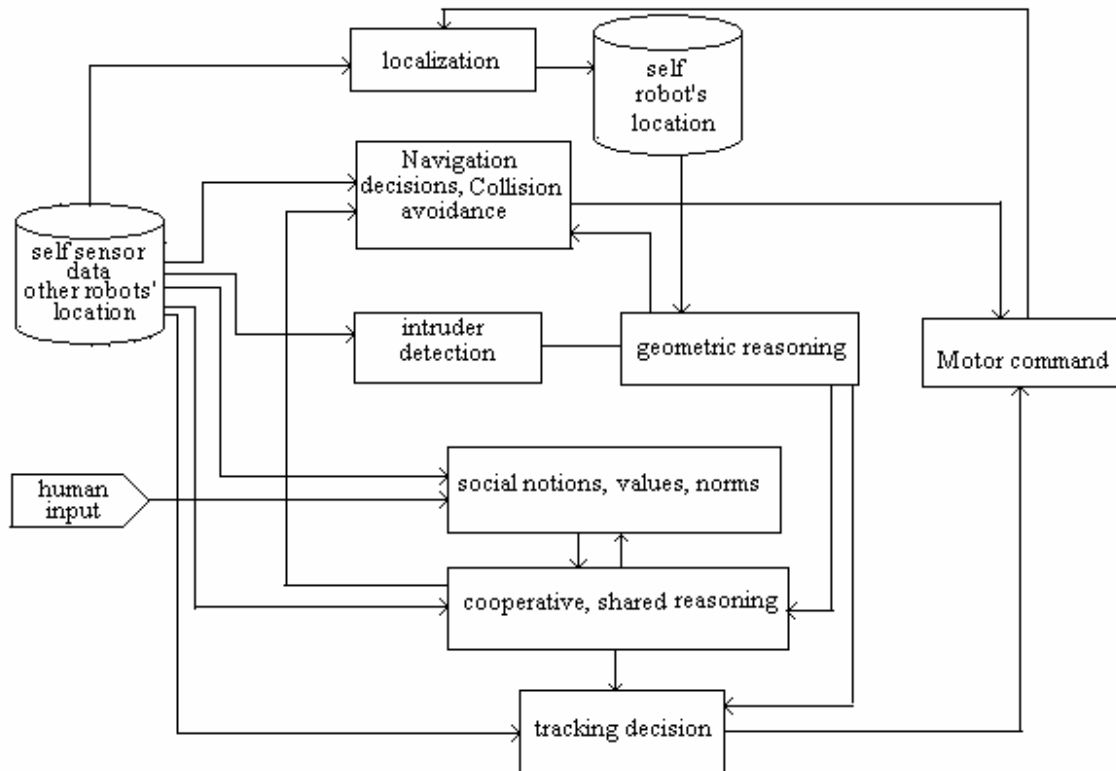 localization
self
robot's
location
Navigation
decisions, Collision
avoidance
self sensor
data
other robots'
location
intruder
detection
geometric reasoning
Motor command
social notions, values, norms
human
input
cooperative, shared reasoning
tracking decision